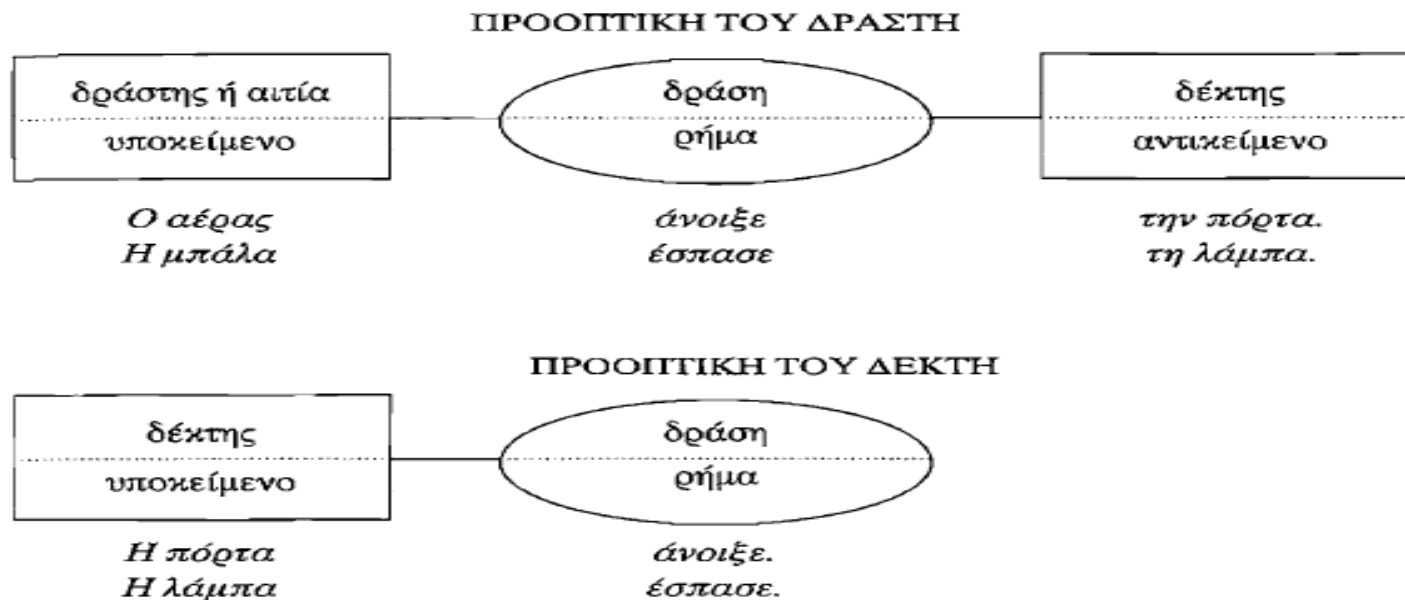 ΠΡΟΟΠΤΙΚΗ ΤΟΥ ΔΡΑΣΤΗ
δράστης ή αιτία δράση δέκτης
υποκείμενο ρήμα αντικείμενο
Ο αέρας άνοιξε την πόρτα.
Η μπάλα έσπασε τη λάμπα.
ΠΡΟΟΠΤΙΚΗ ΤΟΥ ΔΕΚΤΗ
δέκτης δράση
υποκείμενο ρήμα
Η πόρτα άνοιξε.
Η λάμπα έσπασε.